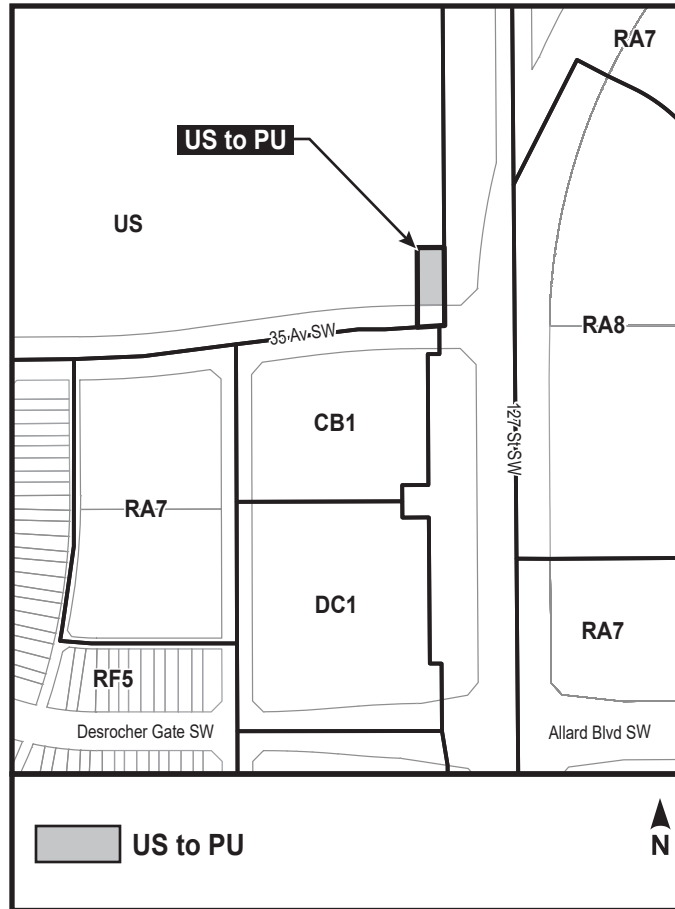 RA7
US to PU
US
35 Av SW
RA8
CB1
127 St SW
RA7
DC1
RA7
RF5
Desrocher Gate SW
Allard Blvd SW
US to PU
N